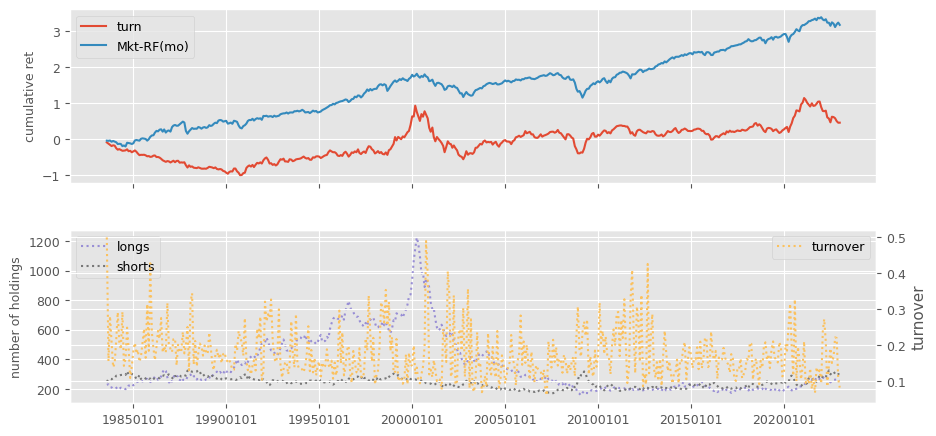 turn
Mkt-RF(mo)
cumulative ret
3
2
1
0
−1
longs
shorts
turnover
number of holdings
1200
1000
800
600
400
200
0.5
0.4
0.3
0.2
0.1
turnover
19850101 19900101 19950101 20000101 20050101 20100101 20150101 20200101